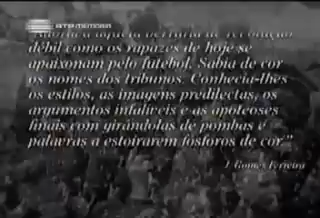 débil como os rapazes de hoje se
apaixonam pelo futebol. Sabia de cor
os nomes dos tribunos. Conhecia-lhes
os estilos, as imagens predilectas, os
argumentos infalíveis e as apoteoses
finais com girândolas de pombas e
palavras a estoirarem fósforos de cor."
J. Gomes Ferreira